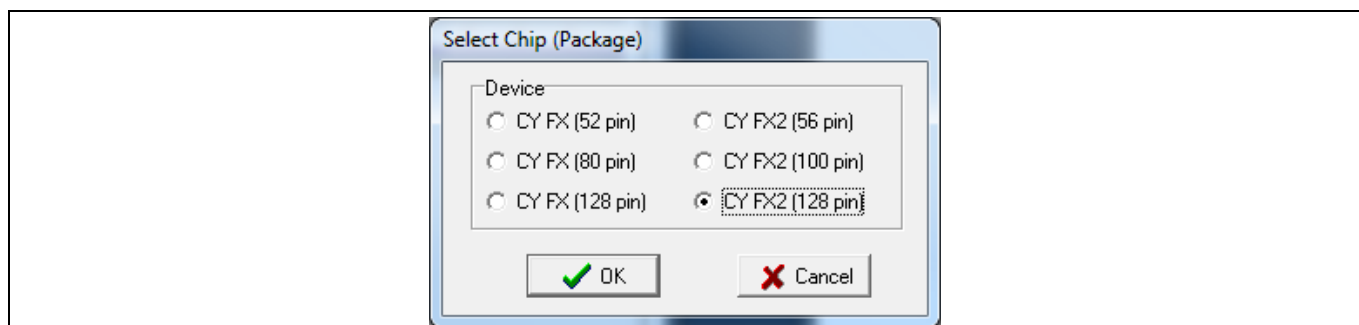 Select Chip (Package)
Device
CY FX (52 pin) CY FX2 (56 pin)
CY FX (80 pin) CY FX2 (100 pin)
CY FX (128 pin) CY FX2 (128 pin)
OK Cancel